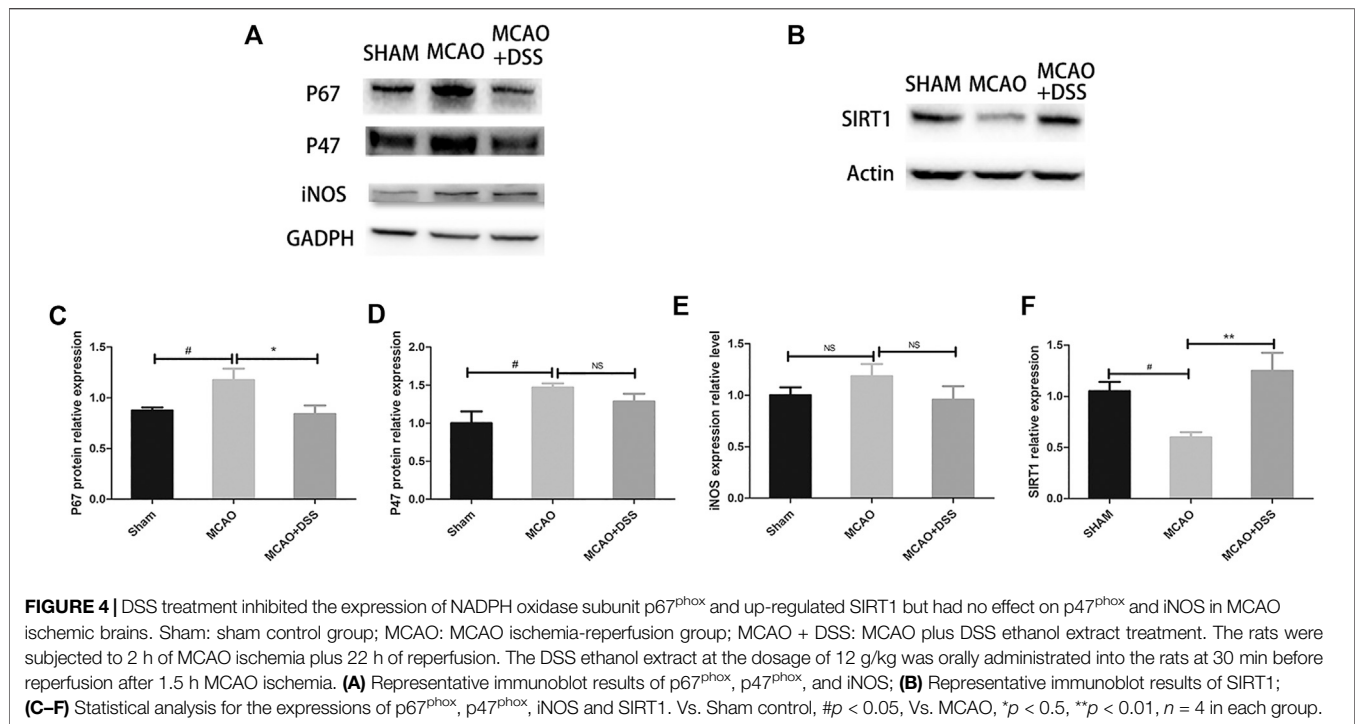 A
SHAM MCAO MCAO
+DSS
P67
P47
iNOS
GADPH
B
SHAM MCAO MCAO
+DSS
SIRT1
Actin
C
P67 protein relative expression
1.5
1.0
0.5
0.0
# *
Sham MCAO MCAO+DSS
D
P47 protein relative expression
2.0
1.5
1.0
0.5
0.0
# NS
Sham MCAO MCAO+DSS
E
iNOS expression relative level
1.5
1.0
0.5
0.0
NS NS
Sham MCAO MCAO+DSS
F
SIRT1 relative expression
1.5
1.0
0.5
0.0
# **
SHAM MCAO MCAO+DSS
FIGURE 4 | DSS treatment inhibited the expression of NADPH oxidase subunit p67phox and up-regulated SIRT1 but had no effect on p47phox and iNOS in MCAO
ischemic brains. Sham: sham control group; MCAO: MCAO ischemia-reperfusion group; MCAO + DSS: MCAO plus DSS ethanol extract treatment. The rats were
subjected to 2 h of MCAO ischemia plus 22 h of reperfusion. The DSS ethanol extract at the dosage of 12 g/kg was orally administrated into the rats at 30 min before
reperfusion after 1.5 h MCAO ischemia. (A) Representative immunoblot results of p67phox, p47phox, and iNOS; (B) Representative immunoblot results of SIRT1;
(C–F) Statistical analysis for the expressions of p67phox, p47phox, iNOS and SIRT1. Vs. Sham control, #p < 0.05, Vs. MCAO, *p < 0.5, **p < 0.01, n = 4 in each group.